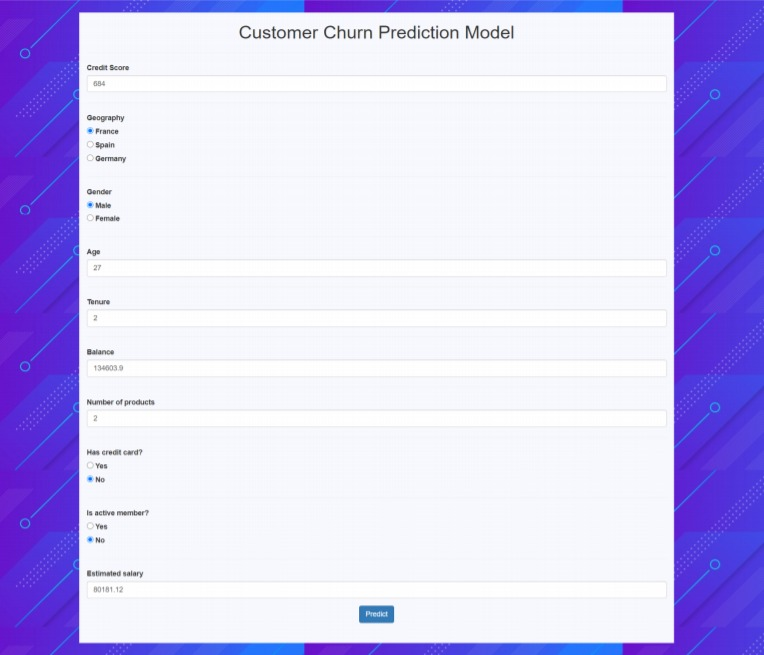 Customer Churn Prediction Model
Credit Score
684
Geography
France
Spain
Germany
Gender
Male
Female
Age
27
Tenure
2
Balance
134603.9
Number of products
2
Has credit card?
Yes
No
Is active member?
Yes
No
Estimated salary
80181.12
Predict